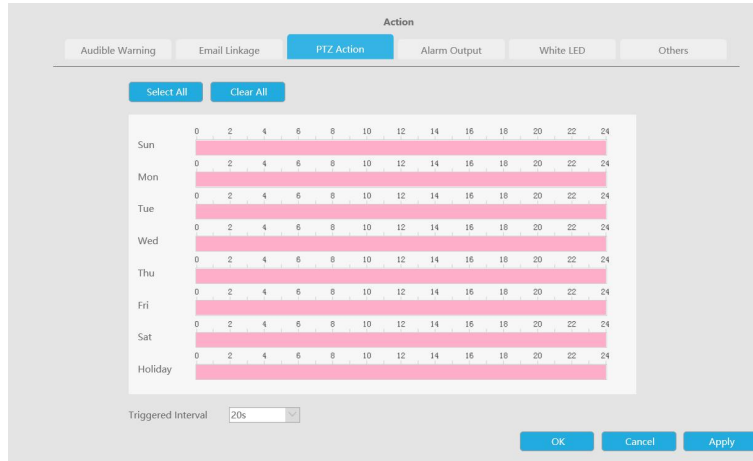 Action
Audible Warning Email Linkage PTZ Action Alarm Output White LED Others
Select All Clear All
0 2 4 6 8 10 12 14 16 18 20 22 24
Sun
0 2 4 6 8 10 12 14 16 18 20 22 24
Mon
0 2 4 6 8 10 12 14 16 18 20 22 24
Tue
0 2 4 6 8 10 12 14 16 18 20 22 24
Wed
0 2 4 6 8 10 12 14 16 18 20 22 24
Thu
0 2 4 6 8 10 12 14 16 18 20 22 24
Fri
0 2 4 6 8 10 12 14 16 18 20 22 24
Sat
0 2 4 6 8 10 12 14 16 18 20 22 24
Holiday
Triggered Interval 20s
OK Cancel Apply